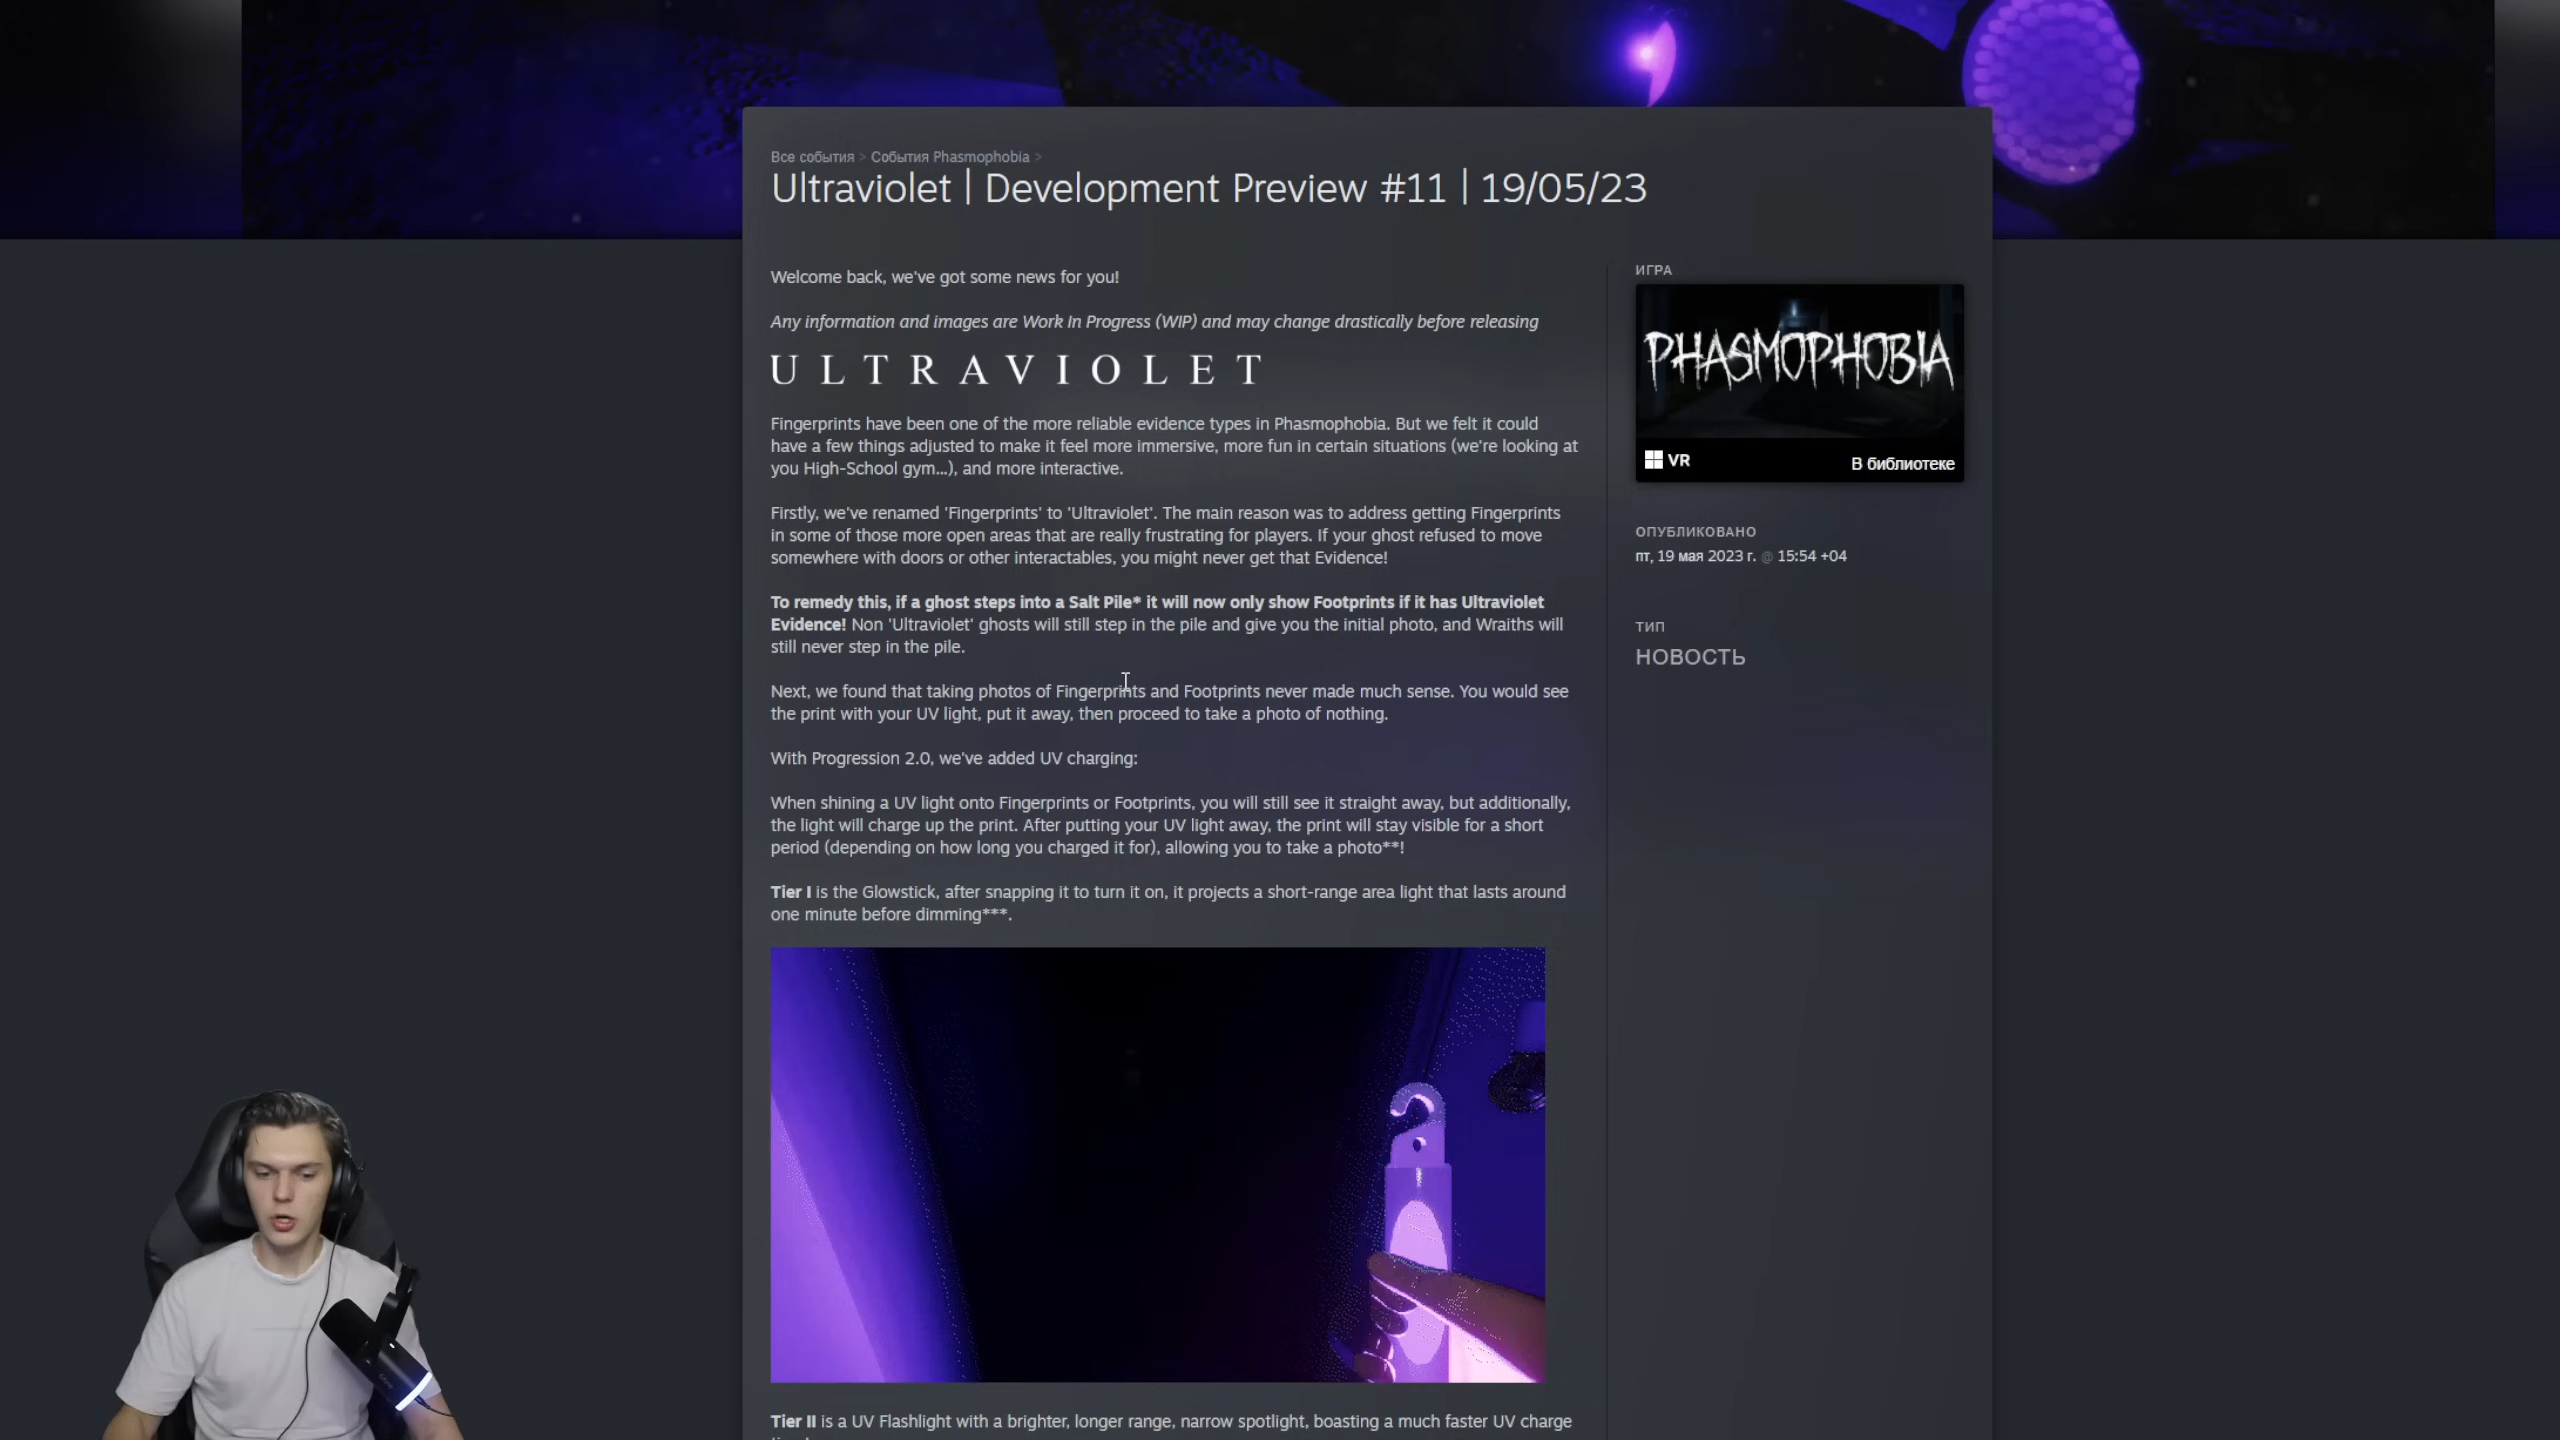 Все события > События Phasmophobia >
Ultraviolet | Development Preview #11 | 19/05/23
Welcome back, we've got some news for you!
Any information and images are Work In Progress (WIP) and may change drastically before releasing
ULTRAVIOLET
Fingerprints have been one of the more reliable evidence types in Phasmophobia. But we felt it could
have a few things adjusted to make it feel more immersive, more fun in certain situations (we're looking at
you High-School gym...), and more interactive.
Firstly, we've renamed 'Fingerprints' to 'Ultraviolet'. The main reason was to address getting Fingerprints
in some of those more open areas that are really frustrating for players. If your ghost refused to move
somewhere with doors or other interactables, you might never get that Evidence!
To remedy this, if a ghost steps into a Salt Pile* it will now only show Footprints if it has Ultraviolet
Evidence! Non 'Ultraviolet' ghosts will still step in the pile and give you the initial photo, and Wraiths will
still never step in the pile.
Next, we found that taking photos of Fingerprints and Footprints never made much sense. You would see
the print with your UV light, put it away, then proceed to take a photo of nothing.
With Progression 2.0, we've added UV charging:
When shining a UV light onto Fingerprints or Footprints, you will still see it straight away, but additionally,
the light will charge up the print. After putting your UV light away, the print will stay visible for a short
period (depending on how long you charged it for), allowing you to take a photo**!
Tier I is the Glowstick, after snapping it to turn it on, it projects a short-range area light that lasts around
one minute before dimming***.
Tier II is a UV Flashlight with a brighter, longer range, narrow spotlight, boasting a much faster UV charge
ИГРА
PHASMOPHOBIA
VR
В библиотеке
ОПУБЛИКОВАНО
пт, 19 мая 2023 г. @ 15:54 +04
ТИП
НОВОСТЬ